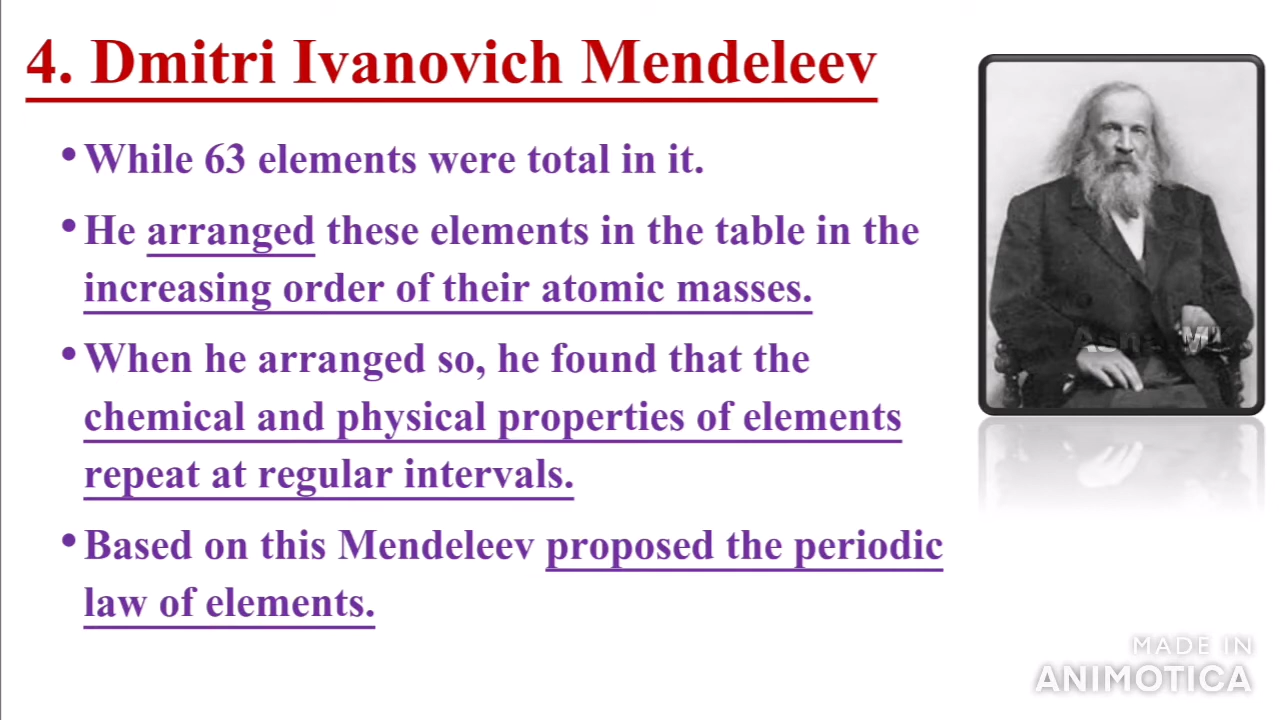 4. Dmitri Ivanovich Mendeleev
• While 63 elements were total in it.
• He arranged these elements in the table in the
increasing order of their atomic masses.
• When he arranged so, he found that the
chemical and physical properties of elements
repeat at regular intervals.
• Based on this Mendeleev proposed the periodic
law of elements.
MADE IN
ANIMOTICA